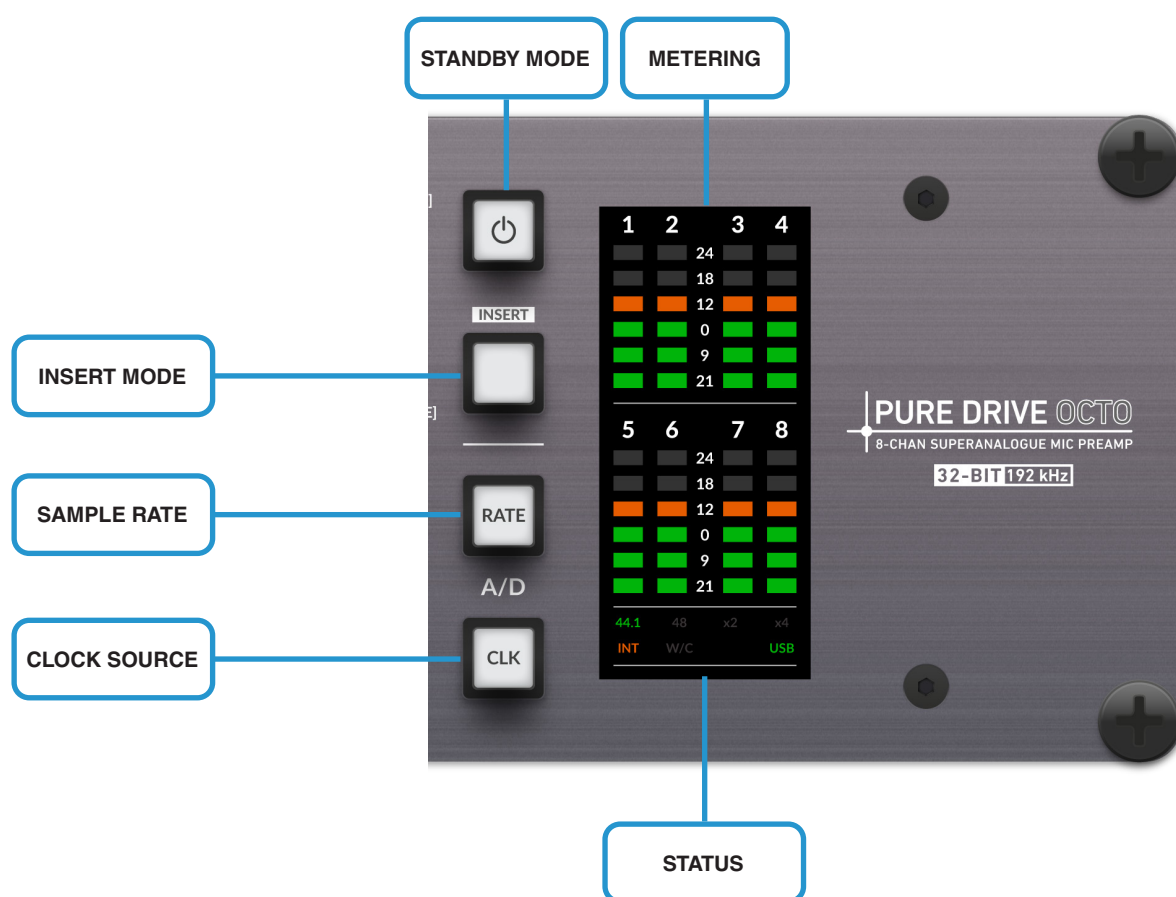 STANDBY MODE
METERING
]
INSERT
INSERT MODE
E]
SAMPLE RATE
RATE
A/D
CLOCK SOURCE
CLK
1 2 3 4
24
18
12
0
9
21
5 6 7 8
24
18
12
0
9
21
44.1 48 x2 x4
INT W/C USB
PURE DRIVE OCTO
8-CHAN SUPERANALOGUE MIC PREAMP
32-BIT 192 kHz
STATUS